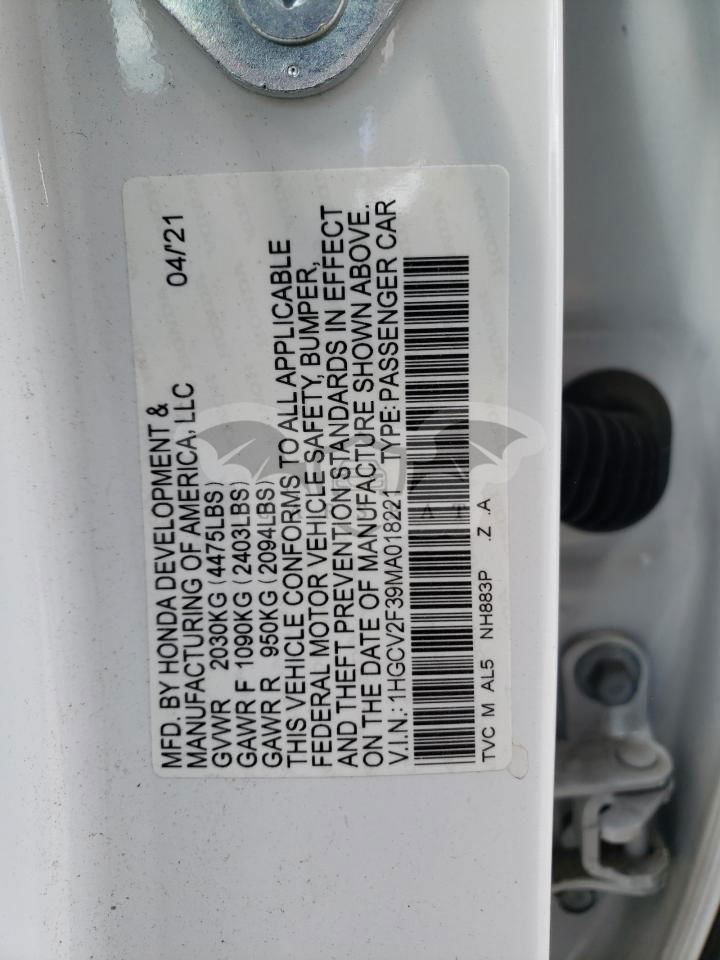 MFD. BY HONDA DEVELOPMENT & 04/'21
MANUFACTURING OF AMERICA, LLC
GVWR 2030KG (4475LBS)
GAWR F 1090KG (2403LBS)
GAWR R 950KG (2094LBS)
THIS VEHICLE CONFORMS TO ALL APPLICABLE
FEDERAL MOTOR VEHICLE SAFETY, BUMPER,
AND THEFT PREVENTION STANDARDS IN EFFECT
ON THE DATE OF MANUFACTURE SHOWN ABOVE.
V.I.N.: 1HGCV2F39MA018221 TYPE: PASSENGER CAR
TVC M AL5 NH883P Z .A